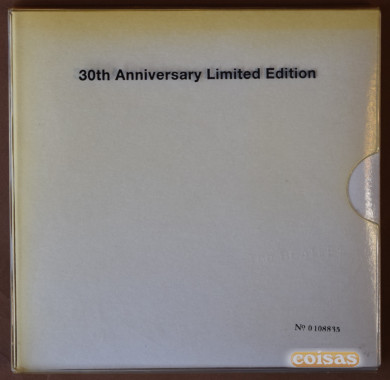 30th Anniversary Limited Edition
Nº 0108835
coisas